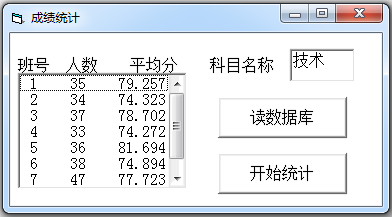 成绩统计
班号 人数 平均分
1 35 79.257
2 34 74.323
3 37 78.702
4 33 74.272
5 36 81.694
6 38 74.894
7 47 77.723
科目名称 技术
读数据库
开始统计